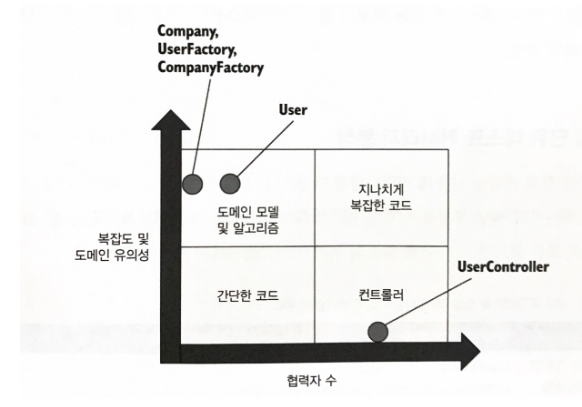 Company,
UserFactory,
CompanyFactory
User
지나치게
복잡한 코드
도메인 모델
및 알고리즘
복잡도 및
도메인 유의성
UserController
간단한 코드
컨트롤러
협력자 수